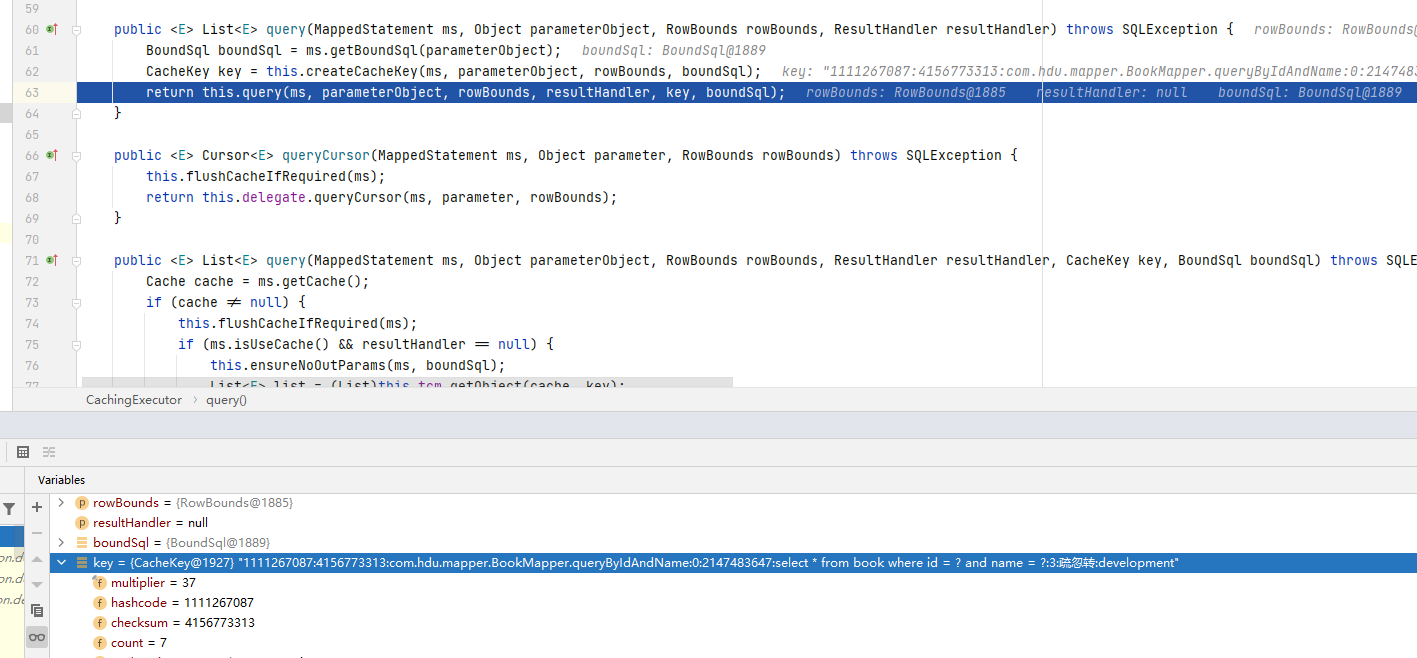 59
60 public <E> List<E> query(MappedStatement ms, Object parameterObject, RowBounds rowBounds, ResultHandler resultHandler) throws SQLException { rowBounds: RowBounds@
61 BoundSql boundSql = ms.getBoundSql(parameterObject); boundSql: BoundSql@1889
62 CacheKey key = this.createCacheKey(ms, parameterObject, rowBounds, boundSql); key: "1111267087:4156773313:com.hdu.mapper.BookMapper.queryByIdAndName:0:2147483
63 return this.query(ms, parameterObject, rowBounds, resultHandler, key, boundSql); rowBounds: RowBounds@1885 resultHandler: null boundSql: BoundSql@1889
64 }
65
66 public <E> Cursor<E> queryCursor(MappedStatement ms, Object parameter, RowBounds rowBounds) throws SQLException {
67 this.flushCacheIfRequired(ms);
68 return this.delegate.queryCursor(ms, parameter, rowBounds);
69 }
70
71 public <E> List<E> query(MappedStatement ms, Object parameterObject, RowBounds rowBounds, ResultHandler resultHandler, CacheKey key, BoundSql boundSql) throws SQLE
72 Cache cache = ms.getCache();
73 if (cache ≠ null) {
74 this.flushCacheIfRequired(ms);
75 if (ms.isUseCache() && resultHandler == null) {
76 this.ensureNoOutParams(ms, boundSql);
77 List<E> list = (List)this.tcm.getObject(cache, key);
CachingExecutor › query()
Variables
rowBounds = {RowBounds@1885}
resultHandler = null
boundSql = {BoundSql@1889}
key = {CacheKey@1927} "1111267087:4156773313:com.hdu.mapper.BookMapper.queryByIdAndName:0:2147483647:select * from book where id = ? and name = ?:3:疏忽转:development"
multiplier = 37
hashcode = 1111267087
checksum = 4156773313
count = 7
on.de
on.de
on.de